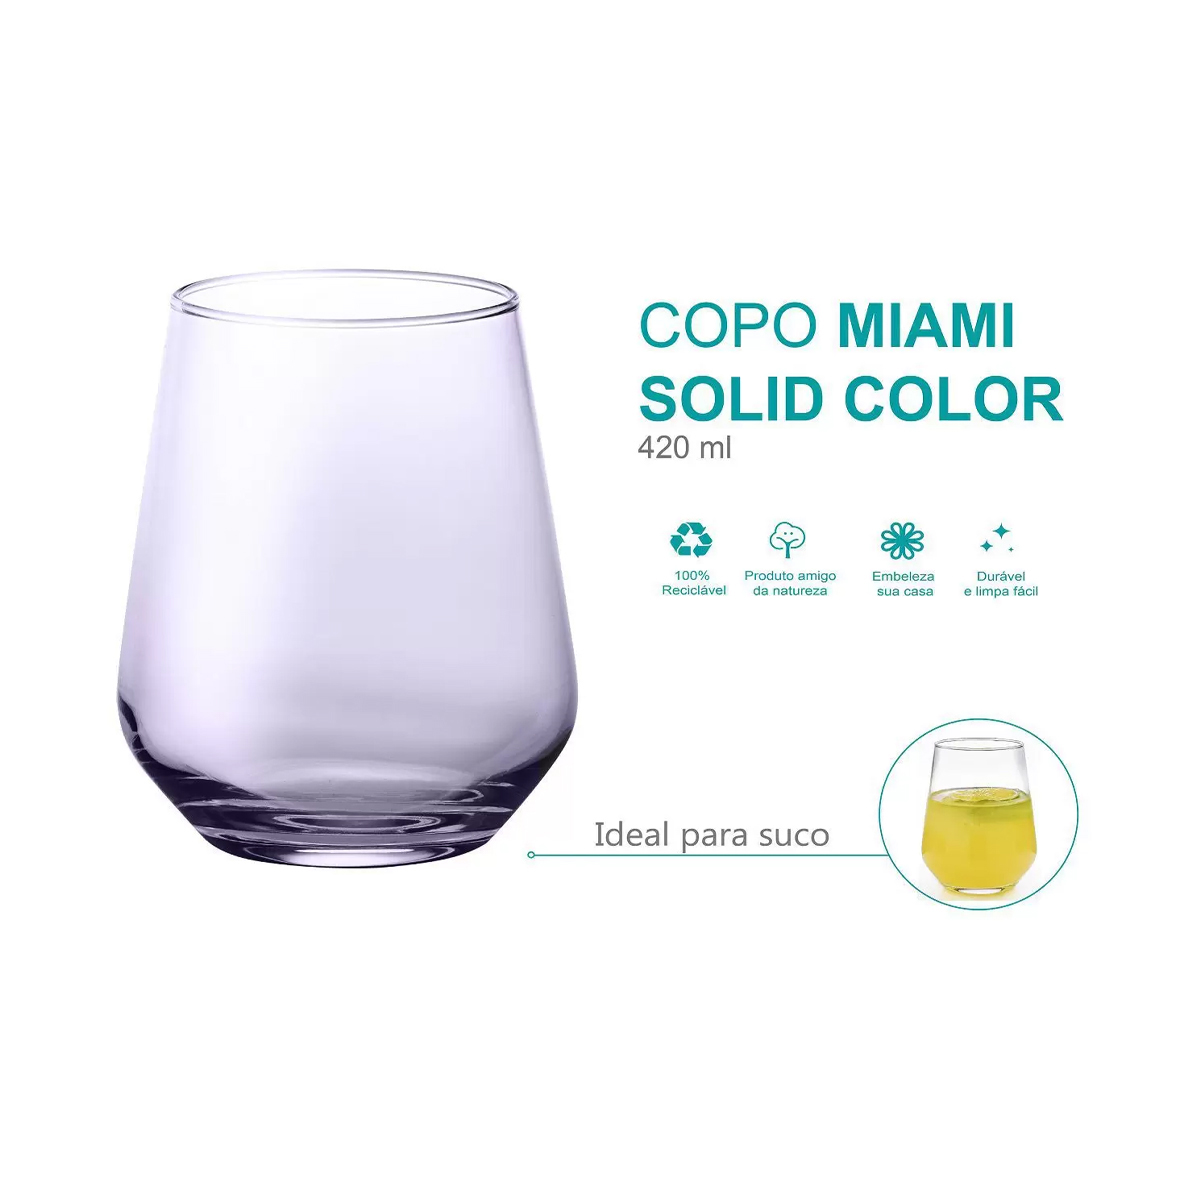 COPO MIAMI
SOLID COLOR
420 ml
100%
Reciclável
Produto amigo
da natureza
Embeleza
sua casa
Durável
e limpa fácil
Ideal para suco